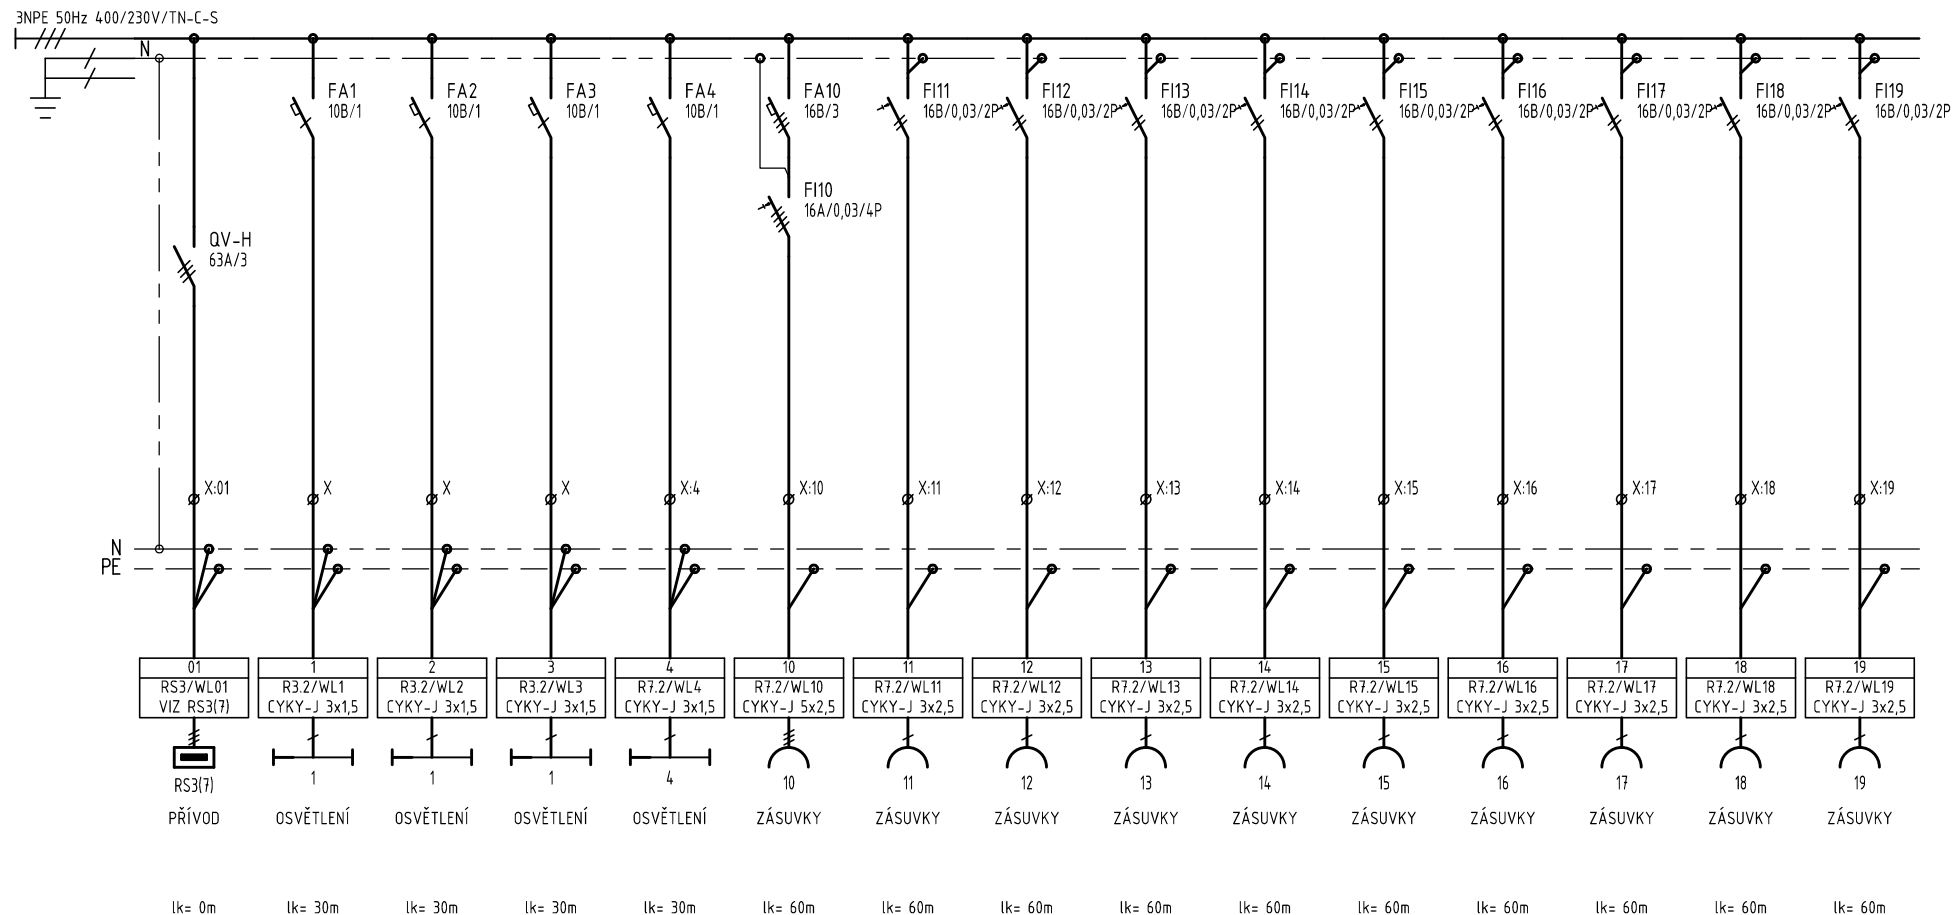 3NPE 50Hz 400/230V/TN-C-S
N
FA1 FA2 FA3 FA4 FA10 FI11 FI12 FI13 FI14 FI15 FI16 FI17 FI18 FI19
10B/1 10B/1 10B/1 10B/1 16B/3 16B/0,03/2P 16B/0,03/2P 16B/0,03/2P 16B/0,03/2P 16B/0,03/2P 16B/0,03/2P 16B/0,03/2P 16B/0,03/2P 16B/0,03/2P
FI10
16A/0,03/4P
QV-H
63A/3
X:01 X X X X:4 X:10 X:11 X:12 X:13 X:14 X:15 X:16 X:17 X:18 X:19
N
PE
01 1 2 3 4 10 11 12 13 14 15 16 17 18 19
RS3/WL01 R3.2/WL1 R3.2/WL2 R3.2/WL3 R7.2/WL4 R7.2/WL10 R7.2/WL11 R7.2/WL12 R7.2/WL13 R7.2/WL14 R7.2/WL15 R7.2/WL16 R7.2/WL17 R7.2/WL18 R7.2/WL19
VIZ RS3(7) CYKY-J 3x1,5 CYKY-J 3x1,5 CYKY-J 3x1,5 CYKY-J 3x1,5 CYKY-J 5x2,5 CYKY-J 3x2,5 CYKY-J 3x2,5 CYKY-J 3x2,5 CYKY-J 3x2,5 CYKY-J 3x2,5 CYKY-J 3x2,5 CYKY-J 3x2,5 CYKY-J 3x2,5 CYKY-J 3x2,5
RS3(7) 1 1 1 4 10 11 12 13 14 15 16 17 18 19
PŘÍVOD OSVĚTLENÍ OSVĚTLENÍ OSVĚTLENÍ OSVĚTLENÍ ZÁSUVKY ZÁSUVKY ZÁSUVKY ZÁSUVKY ZÁSUVKY ZÁSUVKY ZÁSUVKY ZÁSUVKY ZÁSUVKY ZÁSUVKY
lk= 0m lk= 30m lk= 30m lk= 30m lk= 30m lk= 60m lk= 60m lk= 60m lk= 60m lk= 60m lk= 60m lk= 60m lk= 60m lk= 60m lk= 60m